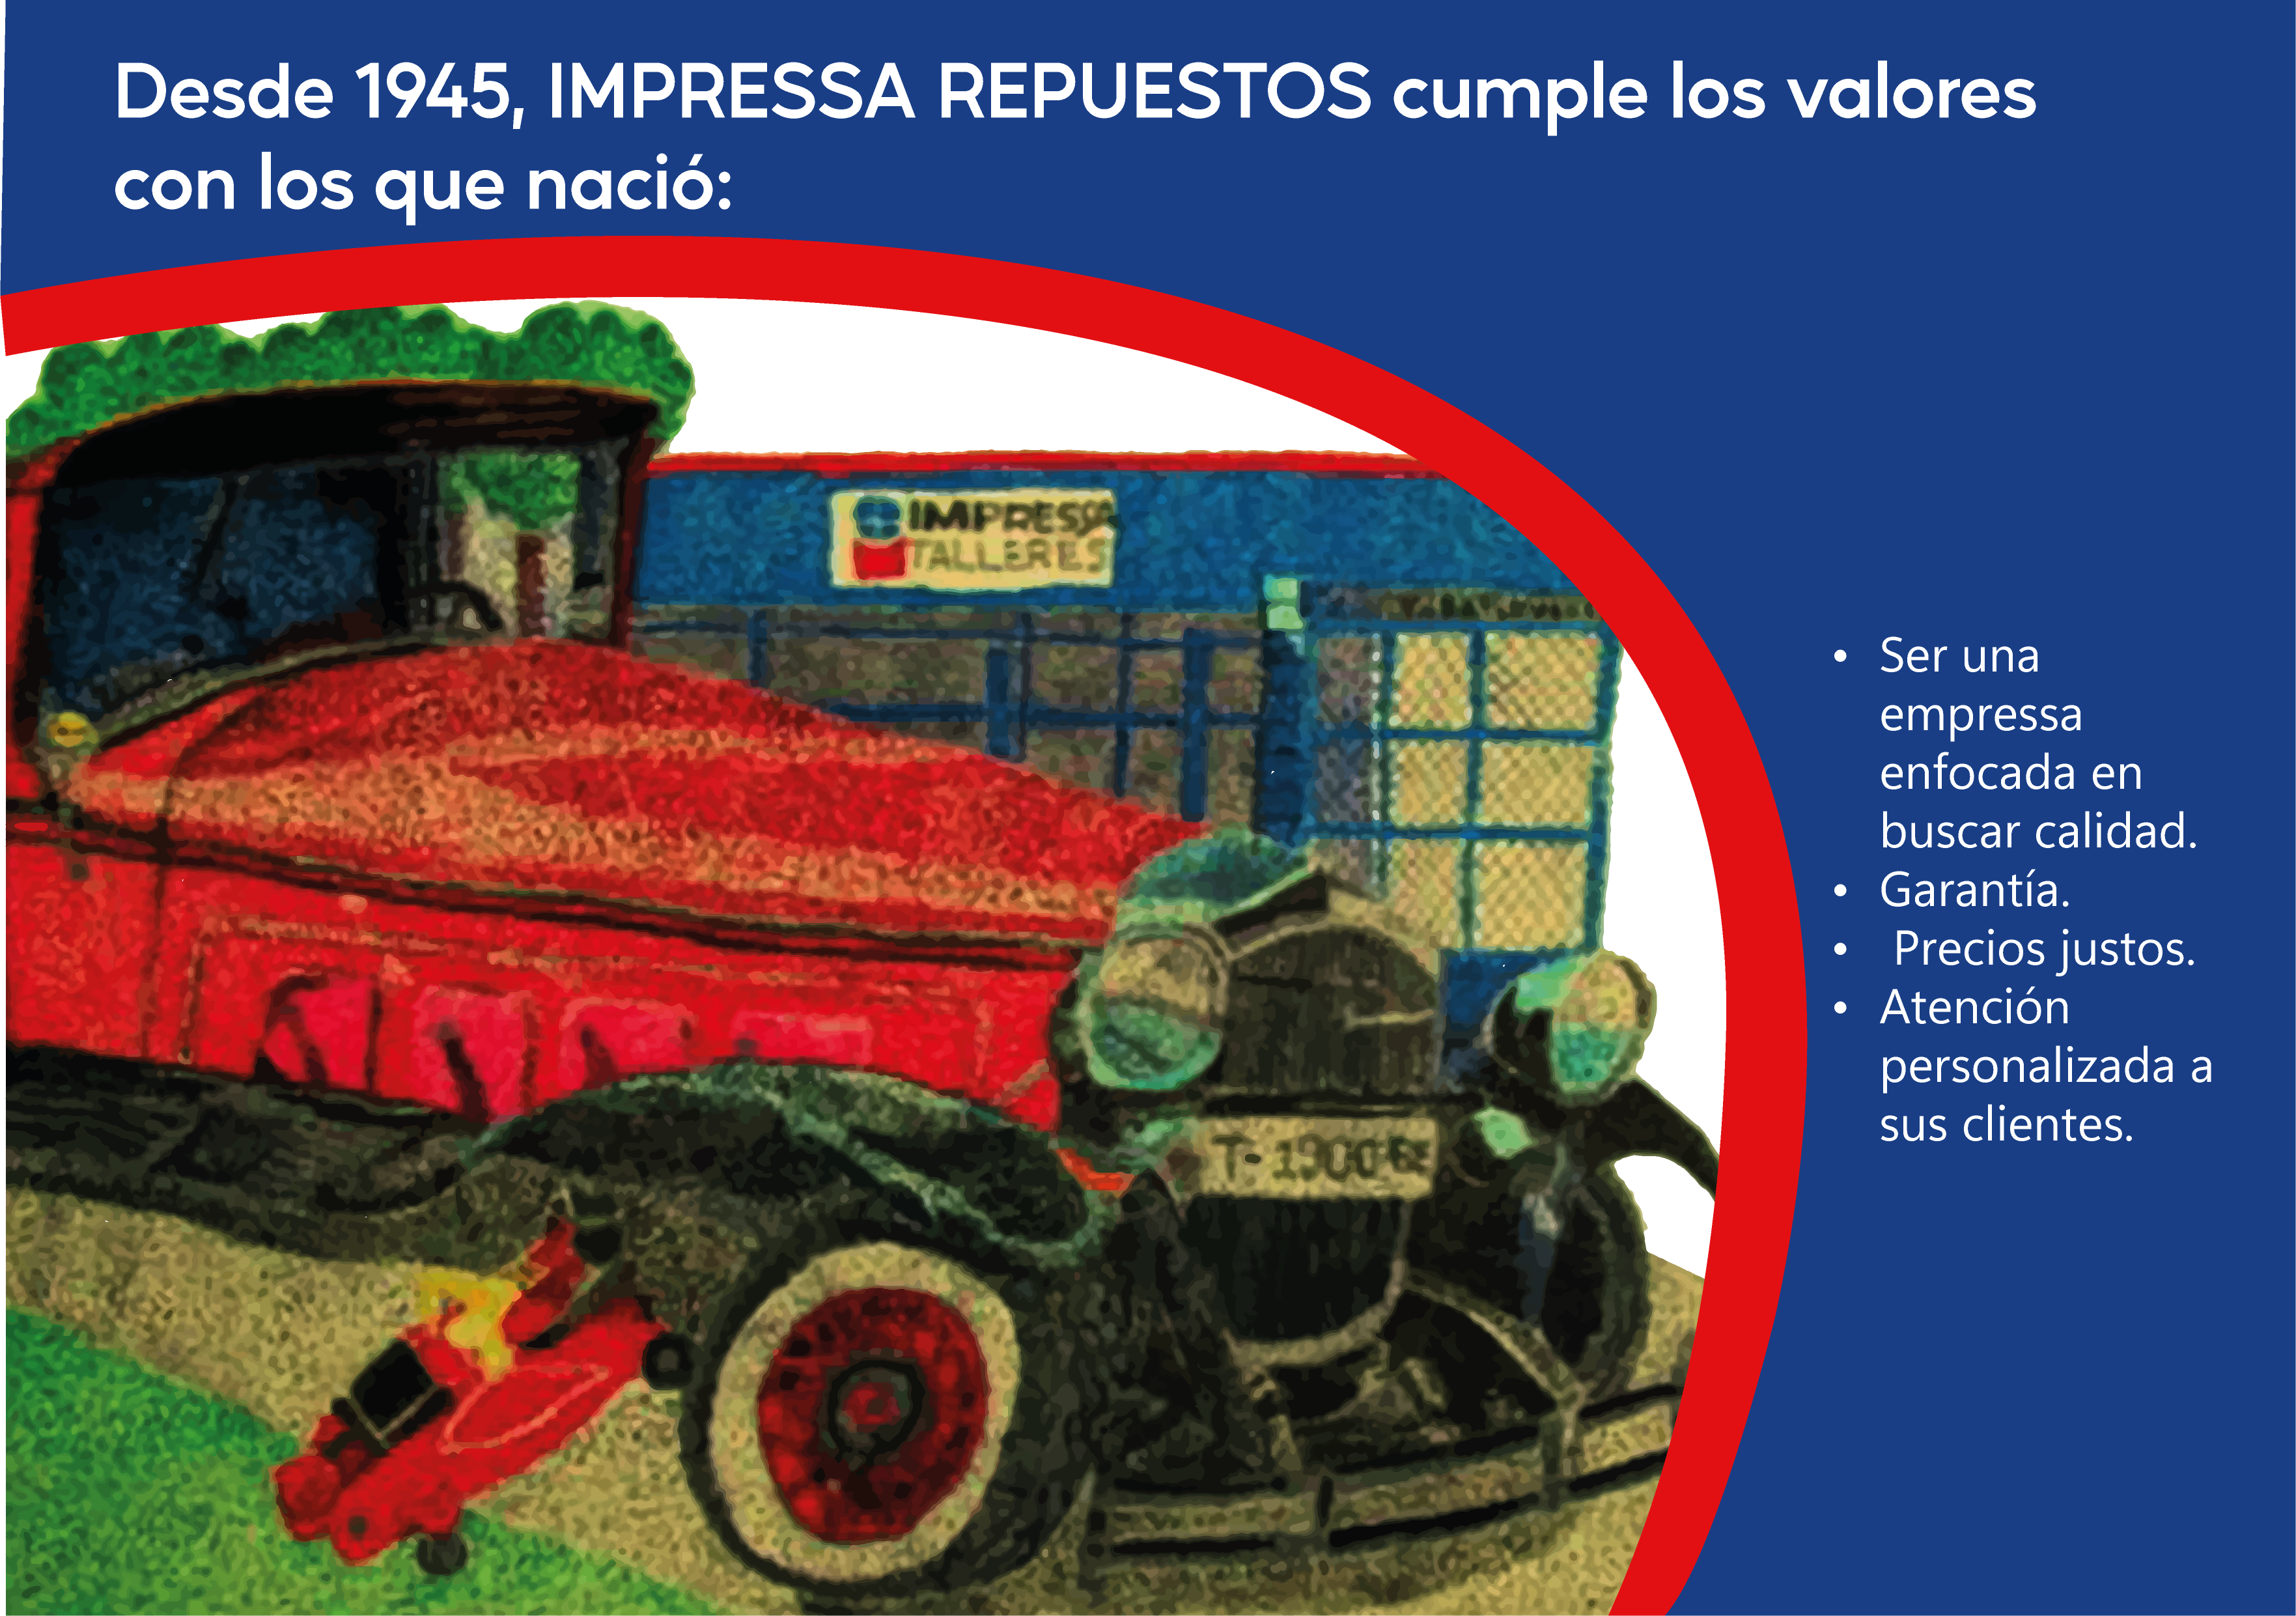 Desde 1945, IMPRESSA REPUESTOS cumple los valores
con los que nació:
IMPRESSA
TALLERES
• Ser una
empressa
enfocada en
buscar calidad.
• Garantía.
• Precios justos.
• Atención
personalizada a
sus clientes.